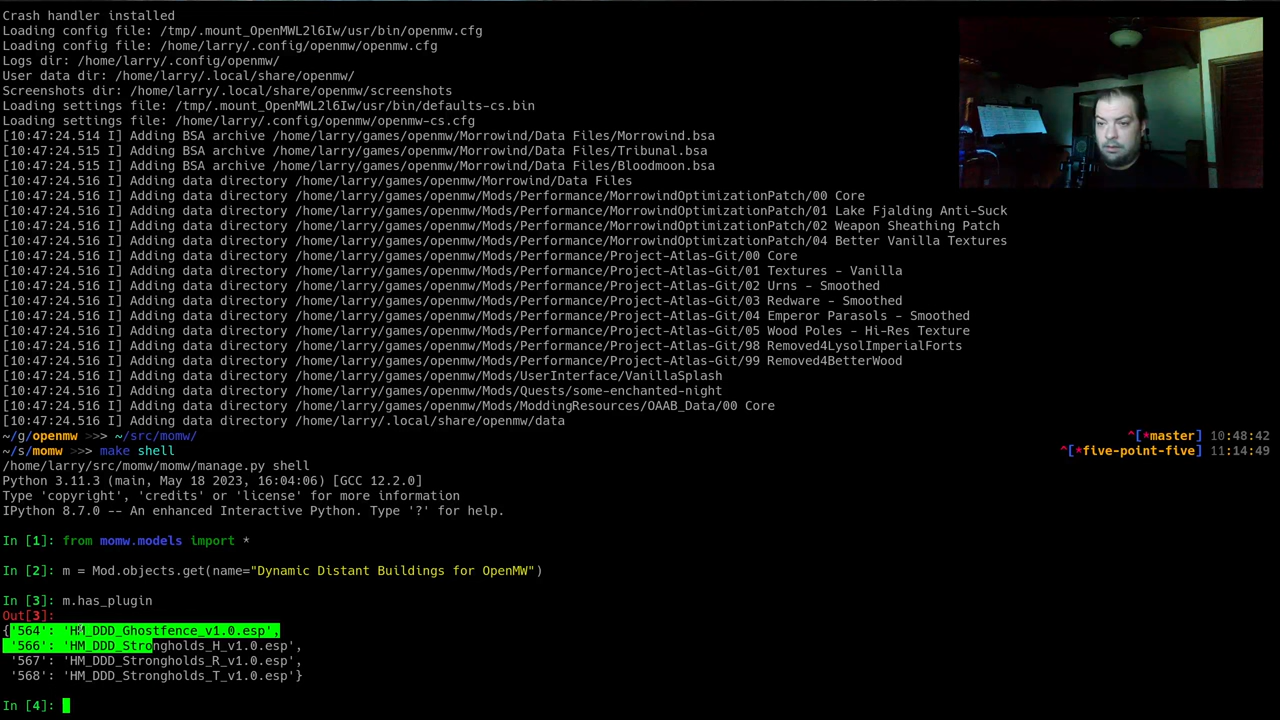 Crash handler installed
Loading config file: /tmp/.mount_OpenMWL2l6Iw/usr/bin/openmw.cfg
Loading config file: /home/larry/.config/openmw/openmw.cfg
Logs dir: /home/larry/.config/openmw/
User data dir: /home/larry/.local/share/openmw/
Screenshots dir: /home/larry/.local/share/openmw/screenshots
Loading settings file: /tmp/.mount_OpenMWL2l6Iw/usr/bin/defaults-cs.bin
Loading settings file: /home/larry/.config/openmw/openmw-cs.cfg
[10:47:24.514 I] Adding BSA archive /home/larry/games/openmw/Morrowind/Data Files/Morrowind.bsa
[10:47:24.515 I] Adding BSA archive /home/larry/games/openmw/Morrowind/Data Files/Tribunal.bsa
[10:47:24.515 I] Adding BSA archive /home/larry/games/openmw/Morrowind/Data Files/Bloodmoon.bsa
[10:47:24.516 I] Adding data directory /home/larry/games/openmw/Morrowind/Data Files
[10:47:24.516 I] Adding data directory /home/larry/games/openmw/Mods/Performance/MorrowindOptimizationPatch/00 Core
[10:47:24.516 I] Adding data directory /home/larry/games/openmw/Mods/Performance/MorrowindOptimizationPatch/01 Lake Fjalding Anti-Suck
[10:47:24.516 I] Adding data directory /home/larry/games/openmw/Mods/Performance/MorrowindOptimizationPatch/02 Weapon Sheathing Patch
[10:47:24.516 I] Adding data directory /home/larry/games/openmw/Mods/Performance/MorrowindOptimizationPatch/04 Better Vanilla Textures
[10:47:24.516 I] Adding data directory /home/larry/games/openmw/Mods/Performance/Project-Atlas-Git/00 Core
[10:47:24.516 I] Adding data directory /home/larry/games/openmw/Mods/Performance/Project-Atlas-Git/01 Textures - Vanilla
[10:47:24.516 I] Adding data directory /home/larry/games/openmw/Mods/Performance/Project-Atlas-Git/02 Urns - Smoothed
[10:47:24.516 I] Adding data directory /home/larry/games/openmw/Mods/Performance/Project-Atlas-Git/03 Redware - Smoothed
[10:47:24.516 I] Adding data directory /home/larry/games/openmw/Mods/Performance/Project-Atlas-Git/04 Emperor Parasols - Smoothed
[10:47:24.516 I] Adding data directory /home/larry/games/openmw/Mods/Performance/Project-Atlas-Git/05 Wood Poles - Hi-Res Texture
[10:47:24.516 I] Adding data directory /home/larry/games/openmw/Mods/Performance/Project-Atlas-Git/98 Removed4LysolImperialForts
[10:47:24.516 I] Adding data directory /home/larry/games/openmw/Mods/Performance/Project-Atlas-Git/99 Removed4BetterWood
[10:47:24.516 I] Adding data directory /home/larry/games/openmw/Mods/UserInterface/VanillaSplash
[10:47:24.516 I] Adding data directory /home/larry/games/openmw/Mods/Quests/some-enchanted-night
[10:47:24.516 I] Adding data directory /home/larry/games/openmw/Mods/ModdingResources/OAAB_Data/00 Core
[10:47:24.516 I] Adding data directory /home/larry/.local/share/openmw/data
~/g/openmw >>> ~/src/momw/ ^[*master] 10:48:42
~/s/momw >>> make shell ^[*five-point-five] 11:14:49
/home/larry/src/momw/momw/manage.py shell
Python 3.11.3 (main, May 18 2023, 16:04:06) [GCC 12.2.0]
Type 'copyright', 'credits' or 'license' for more information
IPython 8.7.0 -- An enhanced Interactive Python. Type '?' for help.
In [1]: from momw.models import *
In [2]: m = Mod.objects.get(name="Dynamic Distant Buildings for OpenMW")
In [3]: m.has_plugin
Out[3]:
{'564': 'HM_DDD_Ghostfence_v1.0.esp',
'566': 'HM_DDD_Strongholds_H_v1.0.esp',
'567': 'HM_DDD_Strongholds_R_v1.0.esp',
'568': 'HM_DDD_Strongholds_T_v1.0.esp'}
In [4]: